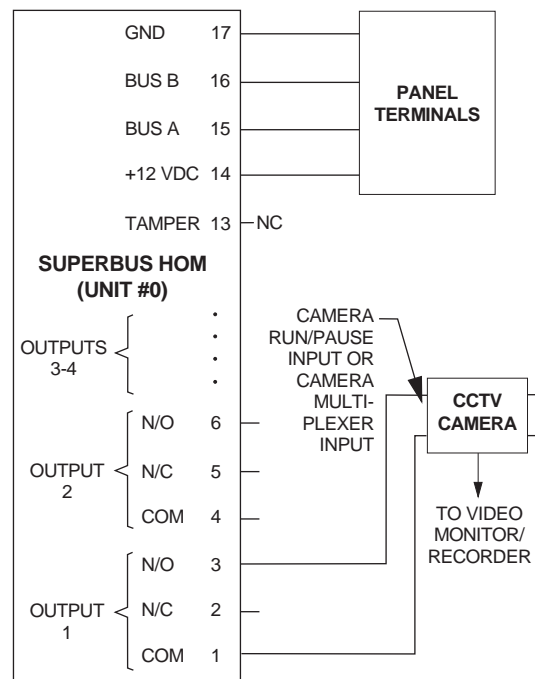 GND 17
BUS B 16
BUS A 15
+12 VDC 14
TAMPER 13 NC
PANEL
TERMINALS
SUPERBUS HOM
(UNIT #0)
OUTPUTS
3-4
CAMERA
RUN/PAUSE
INPUT OR
CAMERA
MULTI-
PLEXER
INPUT
CCTV
CAMERA
TO VIDEO
MONITOR/
RECORDER
OUTPUT
2
N/O 6
N/C 5
COM 4
OUTPUT
1
N/O 3
N/C 2
COM 1